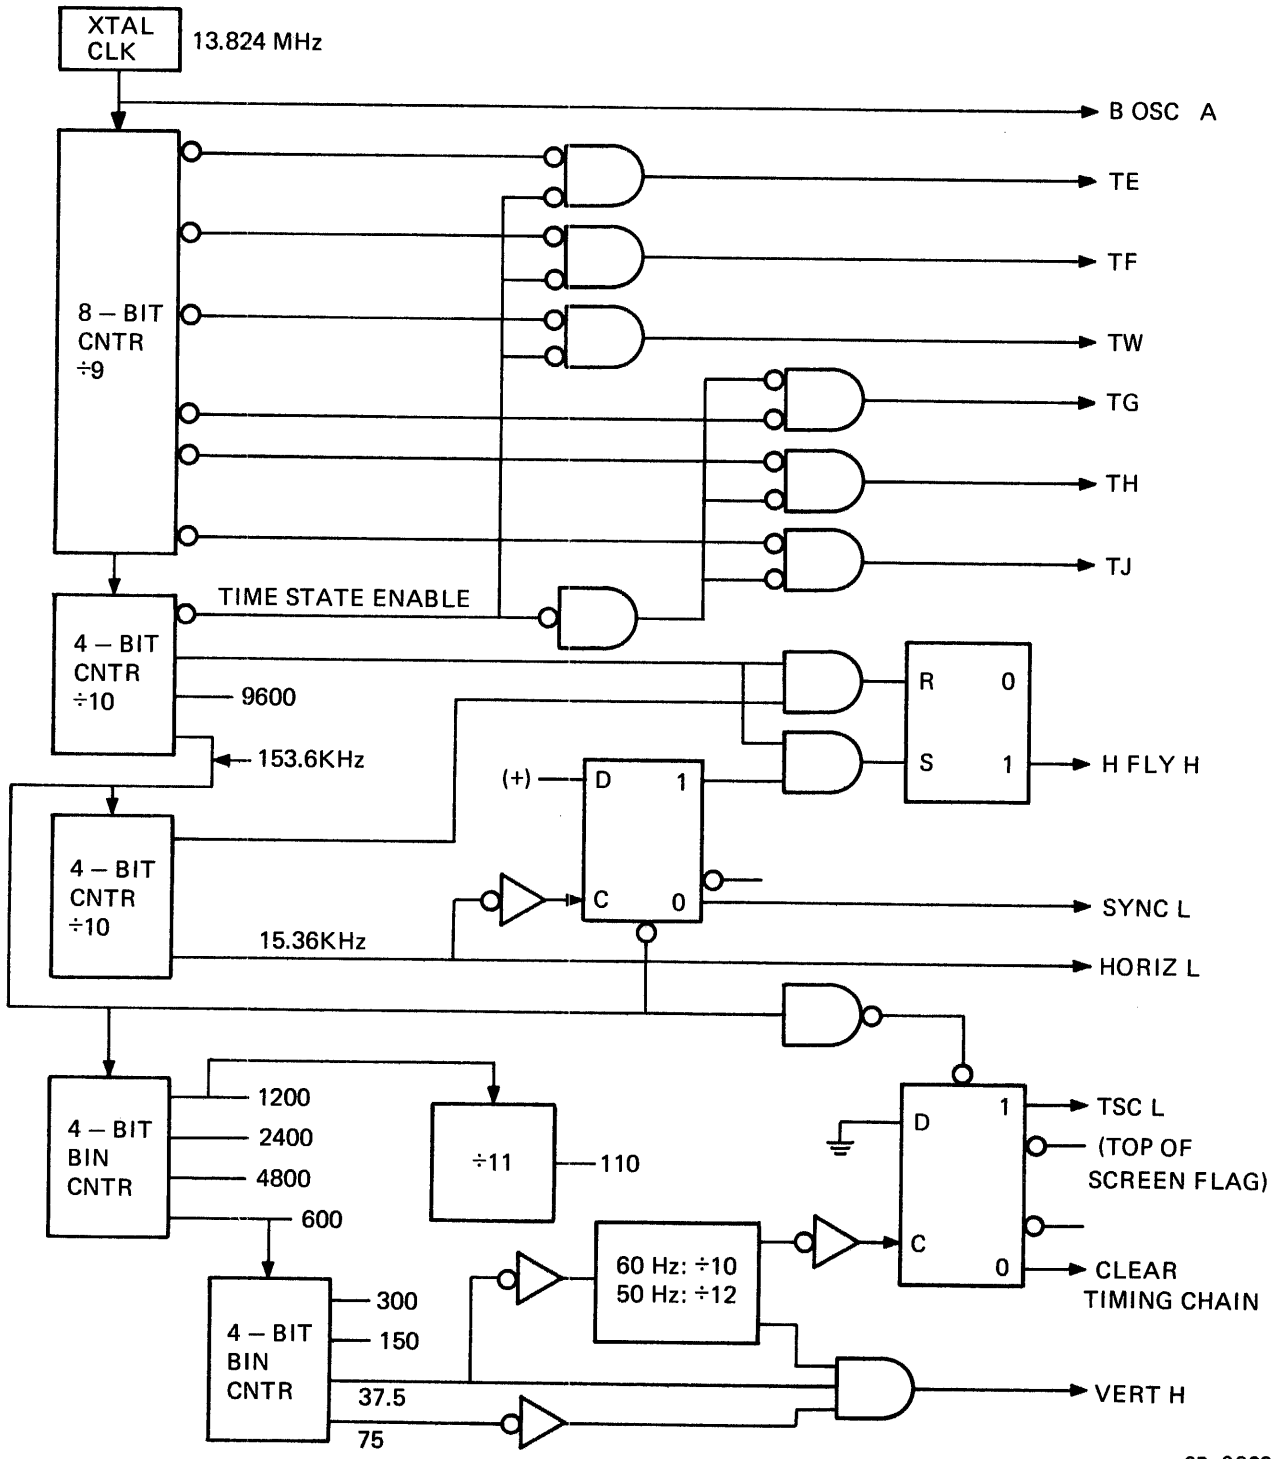 XTAL
CLK
13.824 MHz
B OSC A
TE
TF
8 – BIT
CNTR
÷9
TW
TG
TH
TJ
TIME STATE ENABLE
4 – BIT
CNTR
÷10
9600
153.6KHz
R 0
S 1
H FLY H
(+)
D 1
C 0
SYNC L
4 – BIT
CNTR
÷10
15.36KHz
HORIZ L
4 – BIT
BIN
CNTR
1200
2400
4800
600
÷11
110
D 1
C
0
TSC L
(TOP OF
SCREEN FLAG)
CLEAR
TIMING CHAIN
60 Hz: ÷10
50 Hz: ÷12
4 – BIT
BIN
CNTR
300
150
37.5
75
VERT H